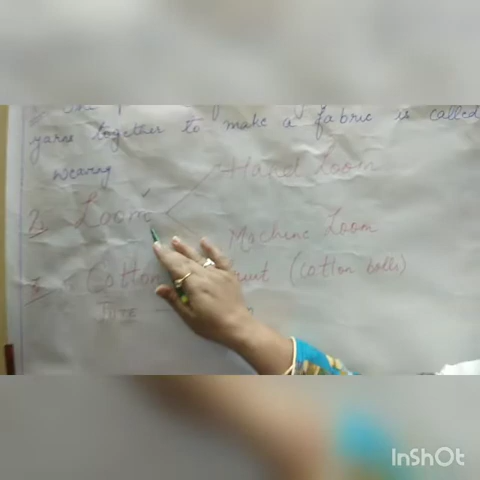 yarns together to make a fabric is called
weaving
Hand Loom
2. Loom
Machine Loom
3. Cotton (cotton balls)
InShOt